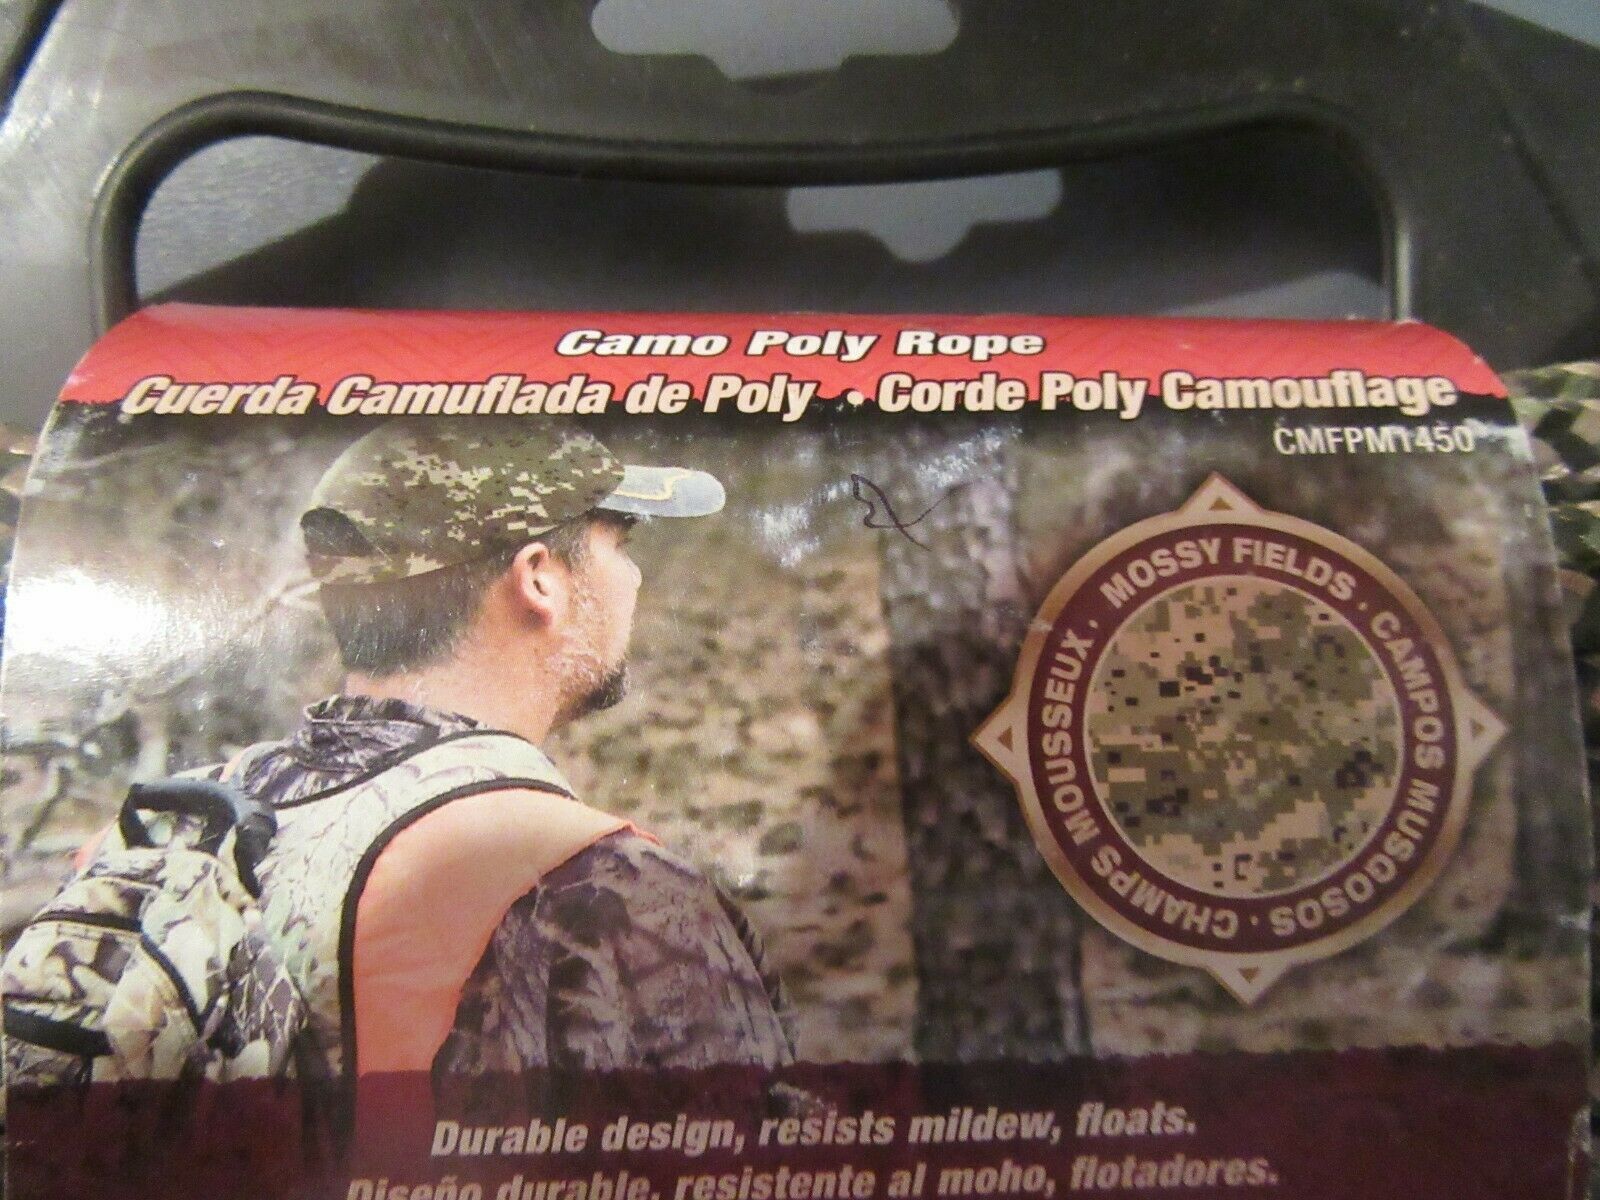 Camo Poly Rope
Cuerda Camuflada de Poly • Corde Poly Camouflage
CMFPM1450
MOSSY FIELDS · CAMPOS MUSGOSOS · CHAMPS MOUSSEUX ·
Durable design, resists mildew, floats.
Diseño durable, resistente al moho, flotadores.